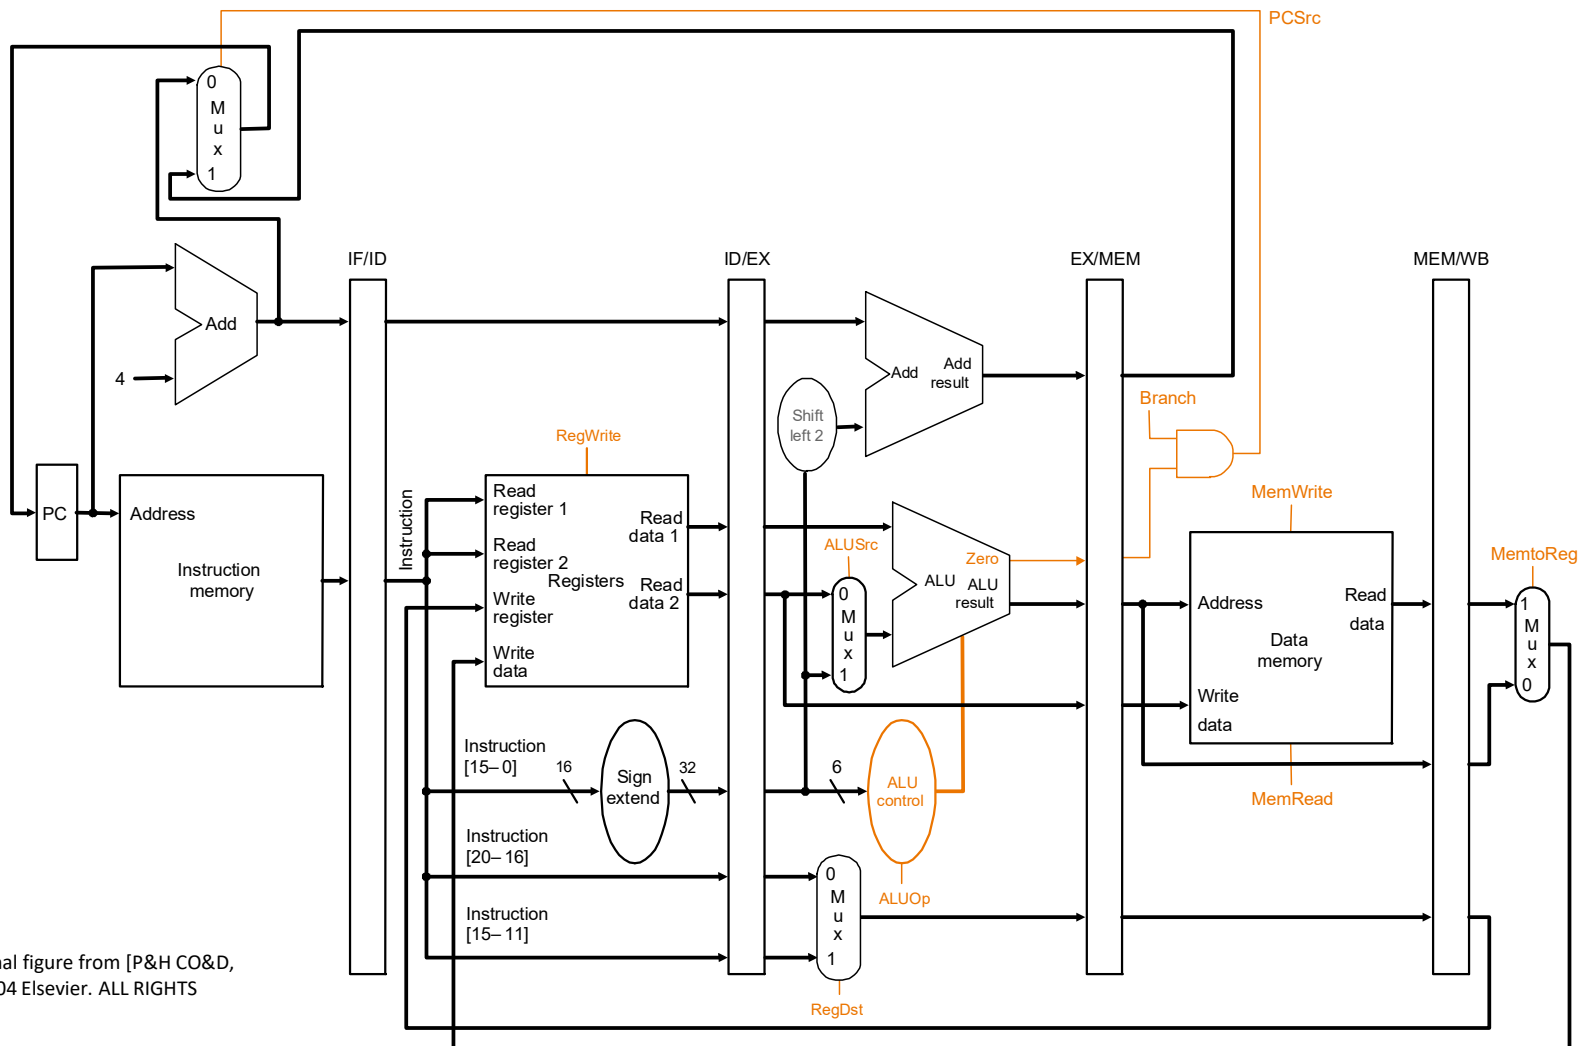 PCSrc
0
M
u
x
1
IF/ID
ID/EX
EX/MEM
MEM/WB
Add
4
Add
Add
result
Shift
left 2
Branch
RegWrite
PC
Address
Instruction
memory
Instruction
Read
register 1
Read
register 2
Write
register
Write
data
Registers
Read
data 1
Read
data 2
ALUSrc
0
M
u
x
1
Zero
ALU
ALU
result
MemWrite
Address
Read
data
Data
memory
Write
data
MemRead
MemtoReg
1
M
u
x
0
Instruction
[15–0]
16
Sign
extend
32
6
ALU
control
ALUOp
Instruction
[20–16]
Instruction
[15–11]
0
M
u
x
1
RegDst
nal figure from [P&H CO&D,
04 Elsevier. ALL RIGHTS